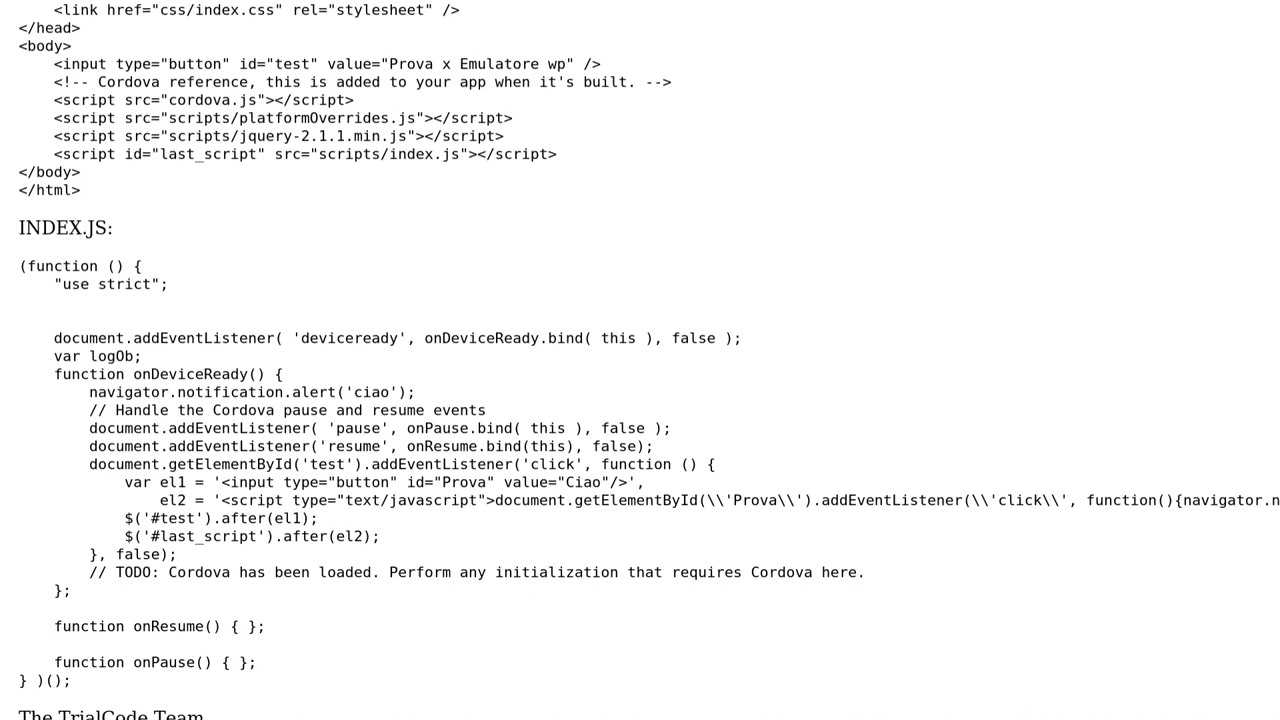 <link href="css/index.css" rel="stylesheet" />
</head>
<body>
    <input type="button" id="test" value="Prova x Emulatore wp" />
    <!-- Cordova reference, this is added to your app when it's built. -->
    <script src="cordova.js"></script>
    <script src="scripts/platformOverrides.js"></script>
    <script src="scripts/jquery-2.1.1.min.js"></script>
    <script id="last_script" src="scripts/index.js"></script>
</body>
</html>
INDEX.JS:
(function () {
    "use strict";
    document.addEventListener( 'deviceready', onDeviceReady.bind( this ), false );
    var logOb;
    function onDeviceReady() {
        navigator.notification.alert('ciao');
        // Handle the Cordova pause and resume events
        document.addEventListener( 'pause', onPause.bind( this ), false );
        document.addEventListener('resume', onResume.bind(this), false);
        document.getElementById('test').addEventListener('click', function () {
            var el1 = '<input type="button" id="Prova" value="Ciao"/>',
                el2 = '<script type="text/javascript">document.getElementById(\\'Prova\\').addEventListener(\\'click\\', function(){navigator.n
            $('#test').after(el1);
            $('#last_script').after(el2);
        }, false);
        // TODO: Cordova has been loaded. Perform any initialization that requires Cordova here.
    };
    function onResume() { };
    function onPause() { };
} )();
The TrialCode Team